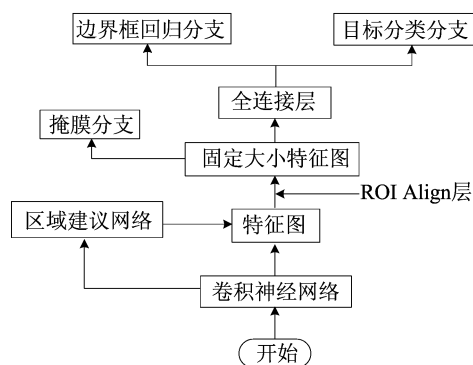 边界框回归分支
目标分类分支
全连接层
掩膜分支
固定大小特征图
ROI Align层
区域建议网络
特征图
卷积神经网络
开始